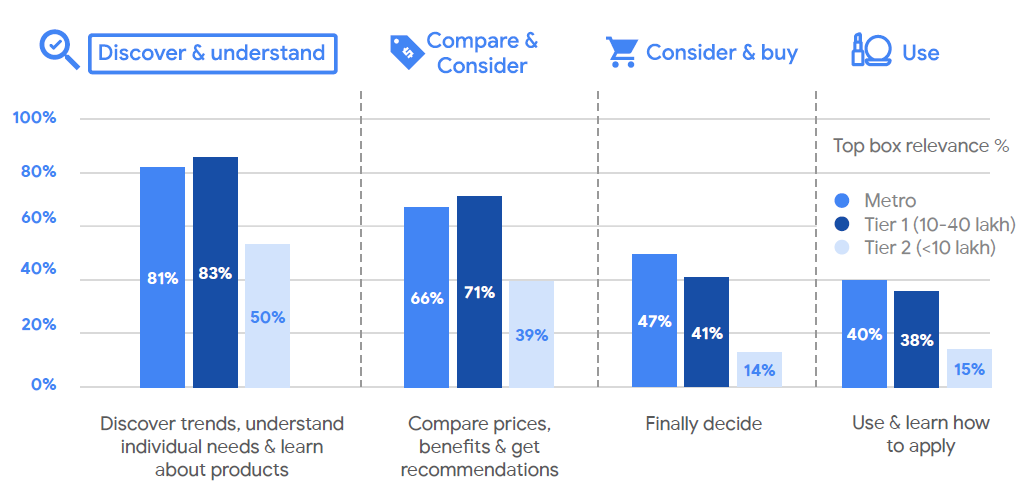 Discover & understand
Compare &
Consider
Consider & buy
Use
100%
80%
60%
40%
20%
0%
Top box relevance %
Metro
Tier 1 (10-40 lakh)
Tier 2 (<10 lakh)
81%
83%
50%
66%
71%
39%
47%
41%
14%
40%
38%
15%
Discover trends, understand
individual needs & learn
about products
Compare prices,
benefits & get
recommendations
Finally decide
Use & learn how
to apply